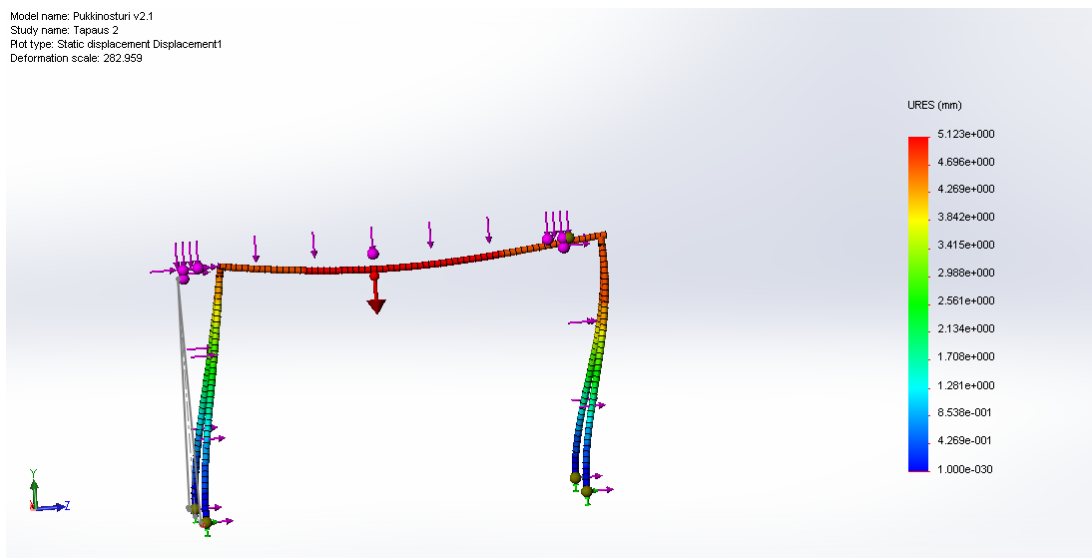 Model name: Pukkinosturi v2.1
Study name: Tapaus 2
Plot type: Static displacement Displacement1
Deformation scale: 282.959
URES (mm)
5.123e+000
4.696e+000
4.269e+000
3.842e+000
3.415e+000
2.988e+000
2.561e+000
2.134e+000
1.708e+000
1.281e+000
8.538e-001
4.269e-001
1.000e-030
Y
Z